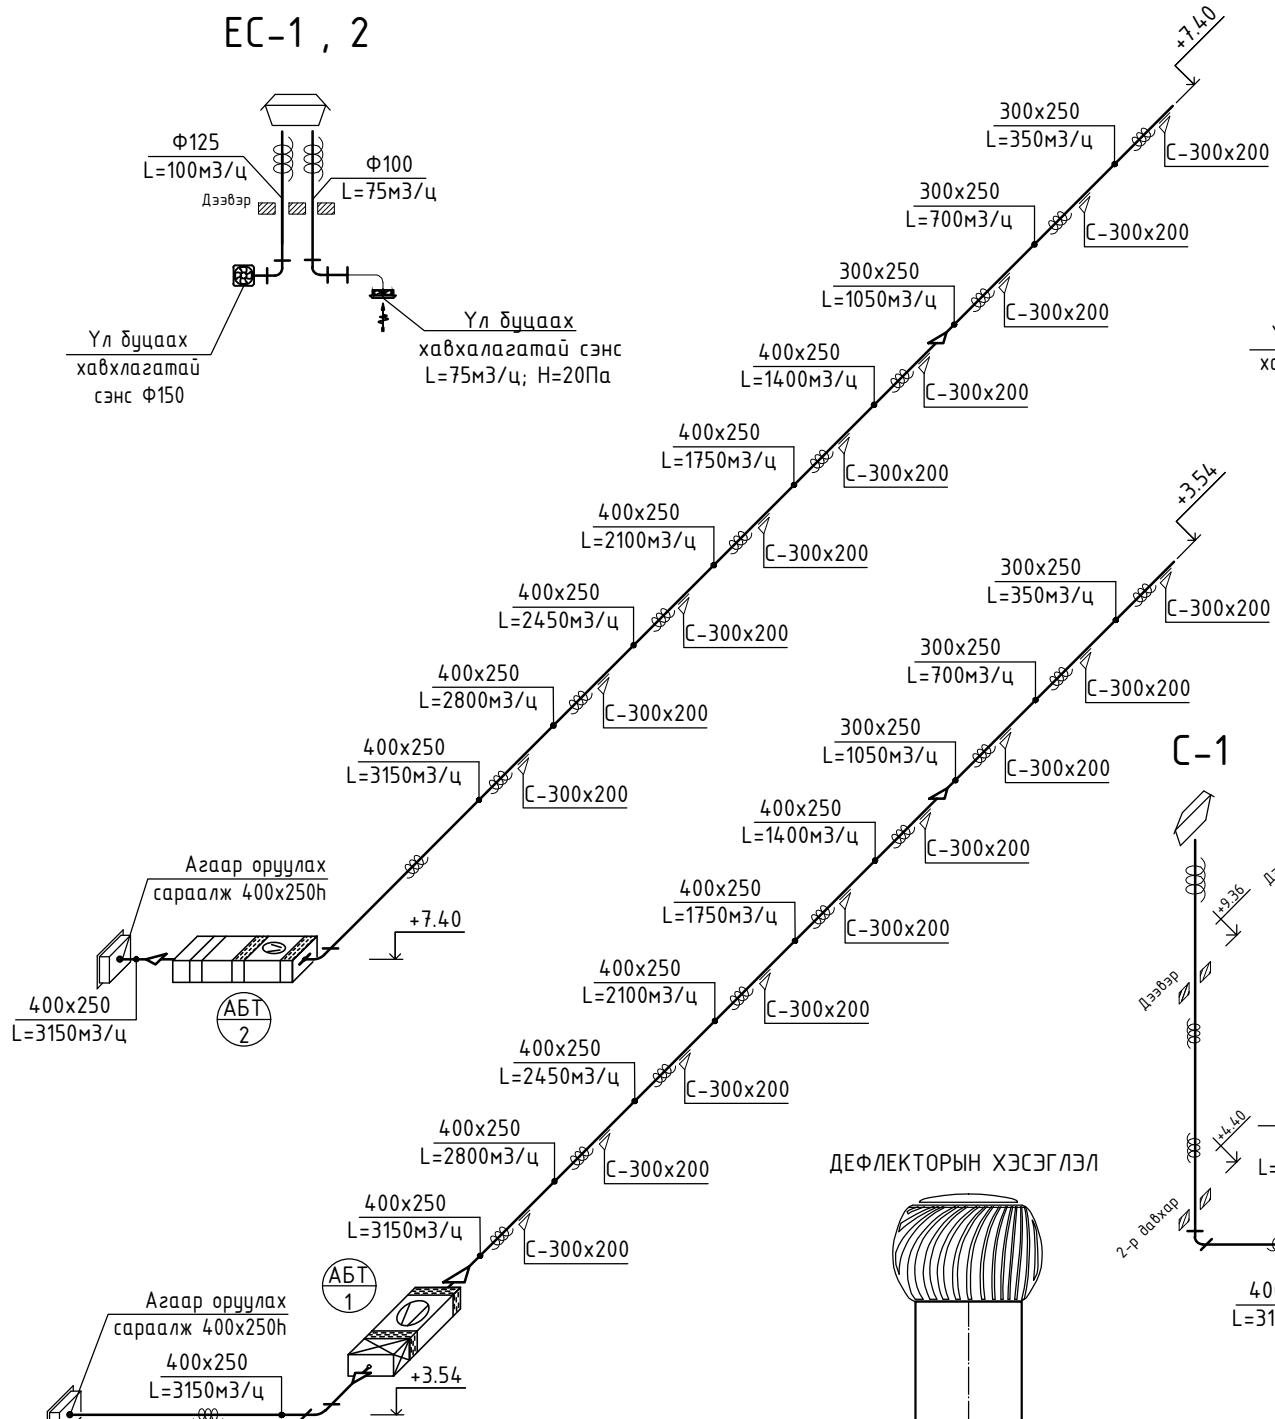 ЕС-1 , 2
Ф125
L=100м3/ц
Ф100
L=75м3/ц
Дээвэр
Үл буцаах
хавхлагатай
сэнс Ф150
Үл буцаах
хавхалагатай сэнс
L=75м3/ц; Н=20Па
+7.40
300x250
L=350м3/ц
С-300x200
300x250
L=700м3/ц
С-300x200
300x250
L=1050м3/ц
С-300x200
400x250
L=1400м3/ц
С-300x200
400x250
L=1750м3/ц
С-300x200
400x250
L=2100м3/ц
С-300x200
400x250
L=2450м3/ц
С-300x200
400x250
L=2800м3/ц
С-300x200
400x250
L=3150м3/ц
С-300x200
Агаар оруулах
сараалж 400x250h
+7.40
400x250
L=3150м3/ц
АБТ
2
+3.54
300x250
L=350м3/ц
С-300x200
300x250
L=700м3/ц
С-300x200
300x250
L=1050м3/ц
С-300x200
400x250
L=1400м3/ц
С-300x200
400x250
L=1750м3/ц
С-300x200
400x250
L=2100м3/ц
С-300x200
400x250
L=2450м3/ц
С-300x200
400x250
L=2800м3/ц
С-300x200
400x250
L=3150м3/ц
С-300x200
АБТ
1
Агаар оруулах
сараалж 400x250h
400x250
L=3150м3/ц
+3.54
С-1
+9.36
Дээвэр
+4.40
L=
2-р давхар
400
L=31
ха
ДЕФЛЕКТОРЫН ХЭСЭГЛЭЛ